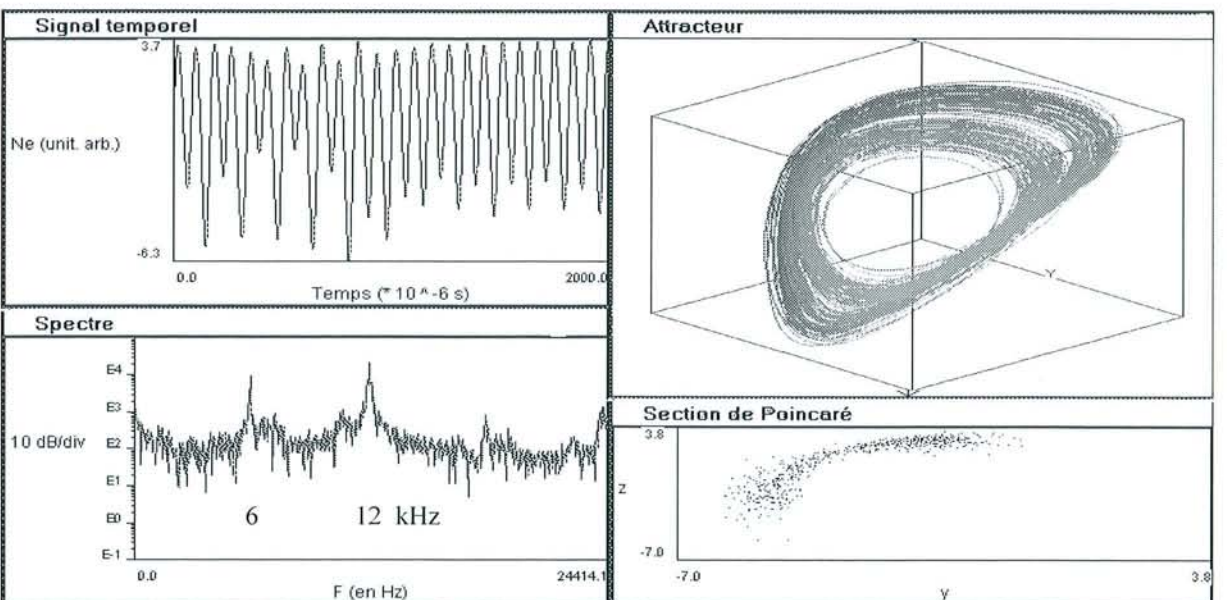 Signal temporel
3.7
Ne (unit. arb.)
-6.3
0.0
2000.0
Temps (* 10 ^ -6 s)
Spectre
E4
E3
10 dB/div
E2
E1
E0
E-1
6
12 kHz
0.0
24414.1
F (en Hz)
Attracteur
Y
Section de Poincaré
3.8
z
-7.0
-7.0
3.8
y